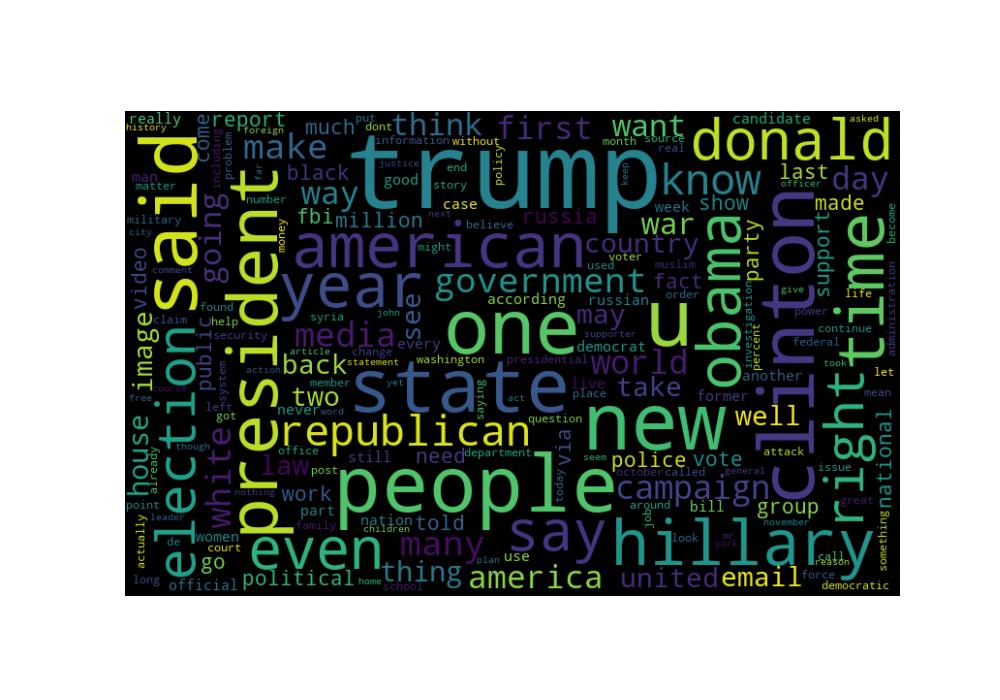 really
history
report
foreign
much
put
dont
think
first
want
candidate
asked
come
including
problem
make
information
without
month
source
real
donald
said
far
black
justice
trump
end
good
story
policy
keep
know
last
day
officer
man
matter
number
way
case
week
show
made
military
city
going
president
fbi
million
next
believe
russia
war
obama
party
clinton
support
time
become
video
money
american
might
country
voter
used
muslim
fact
comment
year
see
government
order
give
life
administration
image
found
syria
john
according
russian
investigation
power
claim
help
public
security
media
every
one
may
u
democrat
percent
continue
federal
election
article
change
back
statement
washington
presidential
world
another
took
let
course
free
system
action
member
yet
state
saying
act
live
place
take
former
mean
right
left
two
got
never
word
republican
question
new
well
house
already
white
though
office
still
need
department
via
today
seem
police
vote
attack
issue
national
law
post
people
october
called
general
campaign
point
nothing
work
part
family
around
job
bill
group
great
leader
actually
de
women
court
nation
children
told
say
hillary
look
mr
york
november
call
reason
something
go
even
many
thing
plan
use
long
official
political
home
school
america
united
email
force
democratic